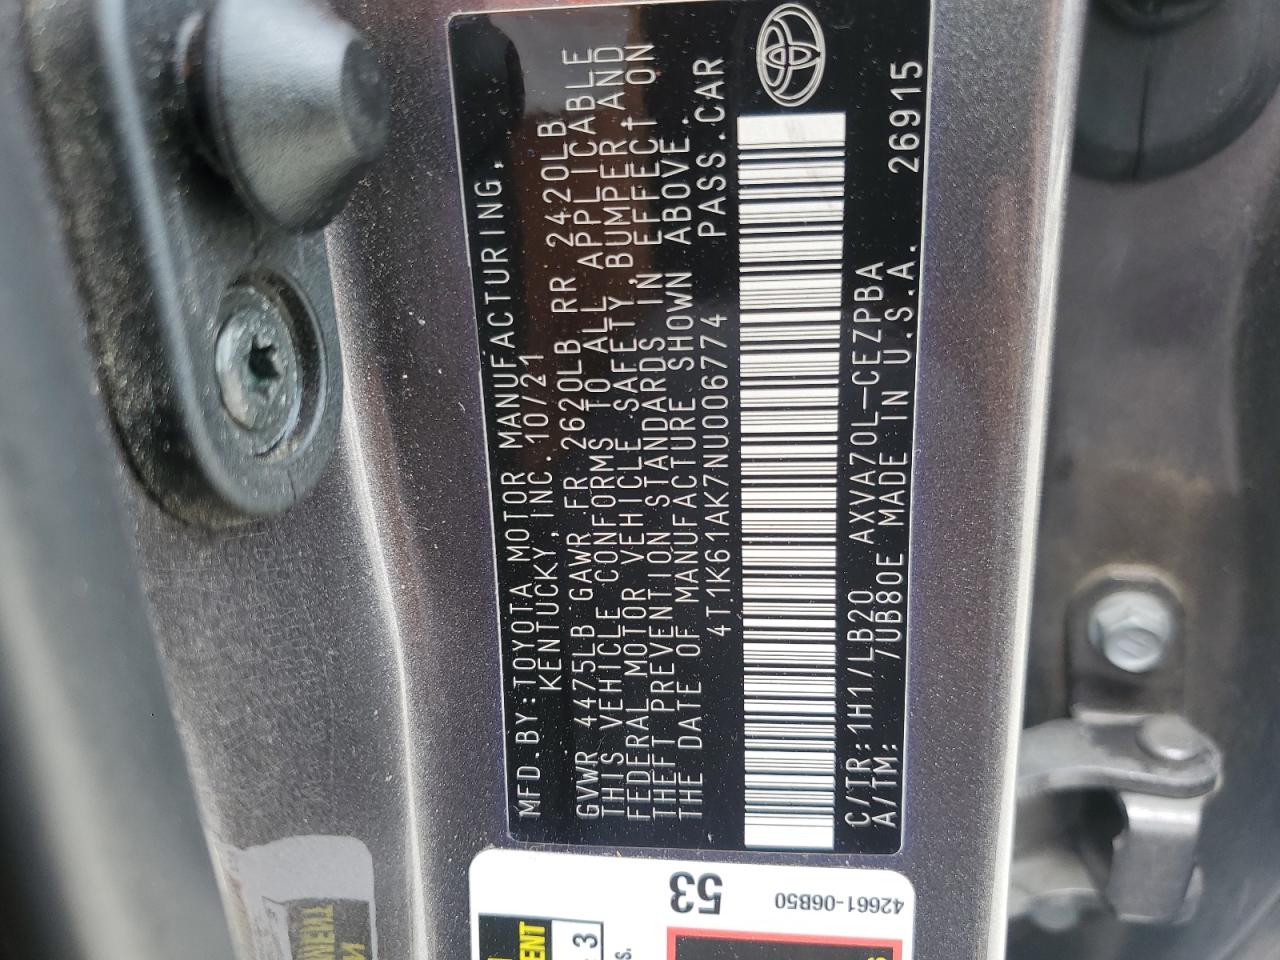 MFD.BY:TOYOTA MOTOR MANUFACTURING,
KENTUCKY, INC. 10/21
GVWR 4475LB GAWR FR 2620LB RR 2420LB
THIS VEHICLE CONFORMS TO ALL APPLICABLE
FEDERAL MOTOR VEHICLE SAFETY, BUMPER, AND
THEFT PREVENTION STANDARDS IN EFFECT ON
THE DATE OF MANUFACTURE SHOWN ABOVE.
4T1K61AK7NU006774 PASS.CAR
C/TR:1H1/LB20 AXVA70L-CEZPBA
A/TM: 7UB80E MADE IN U.S.A. 26915
53
42661-06B50
3